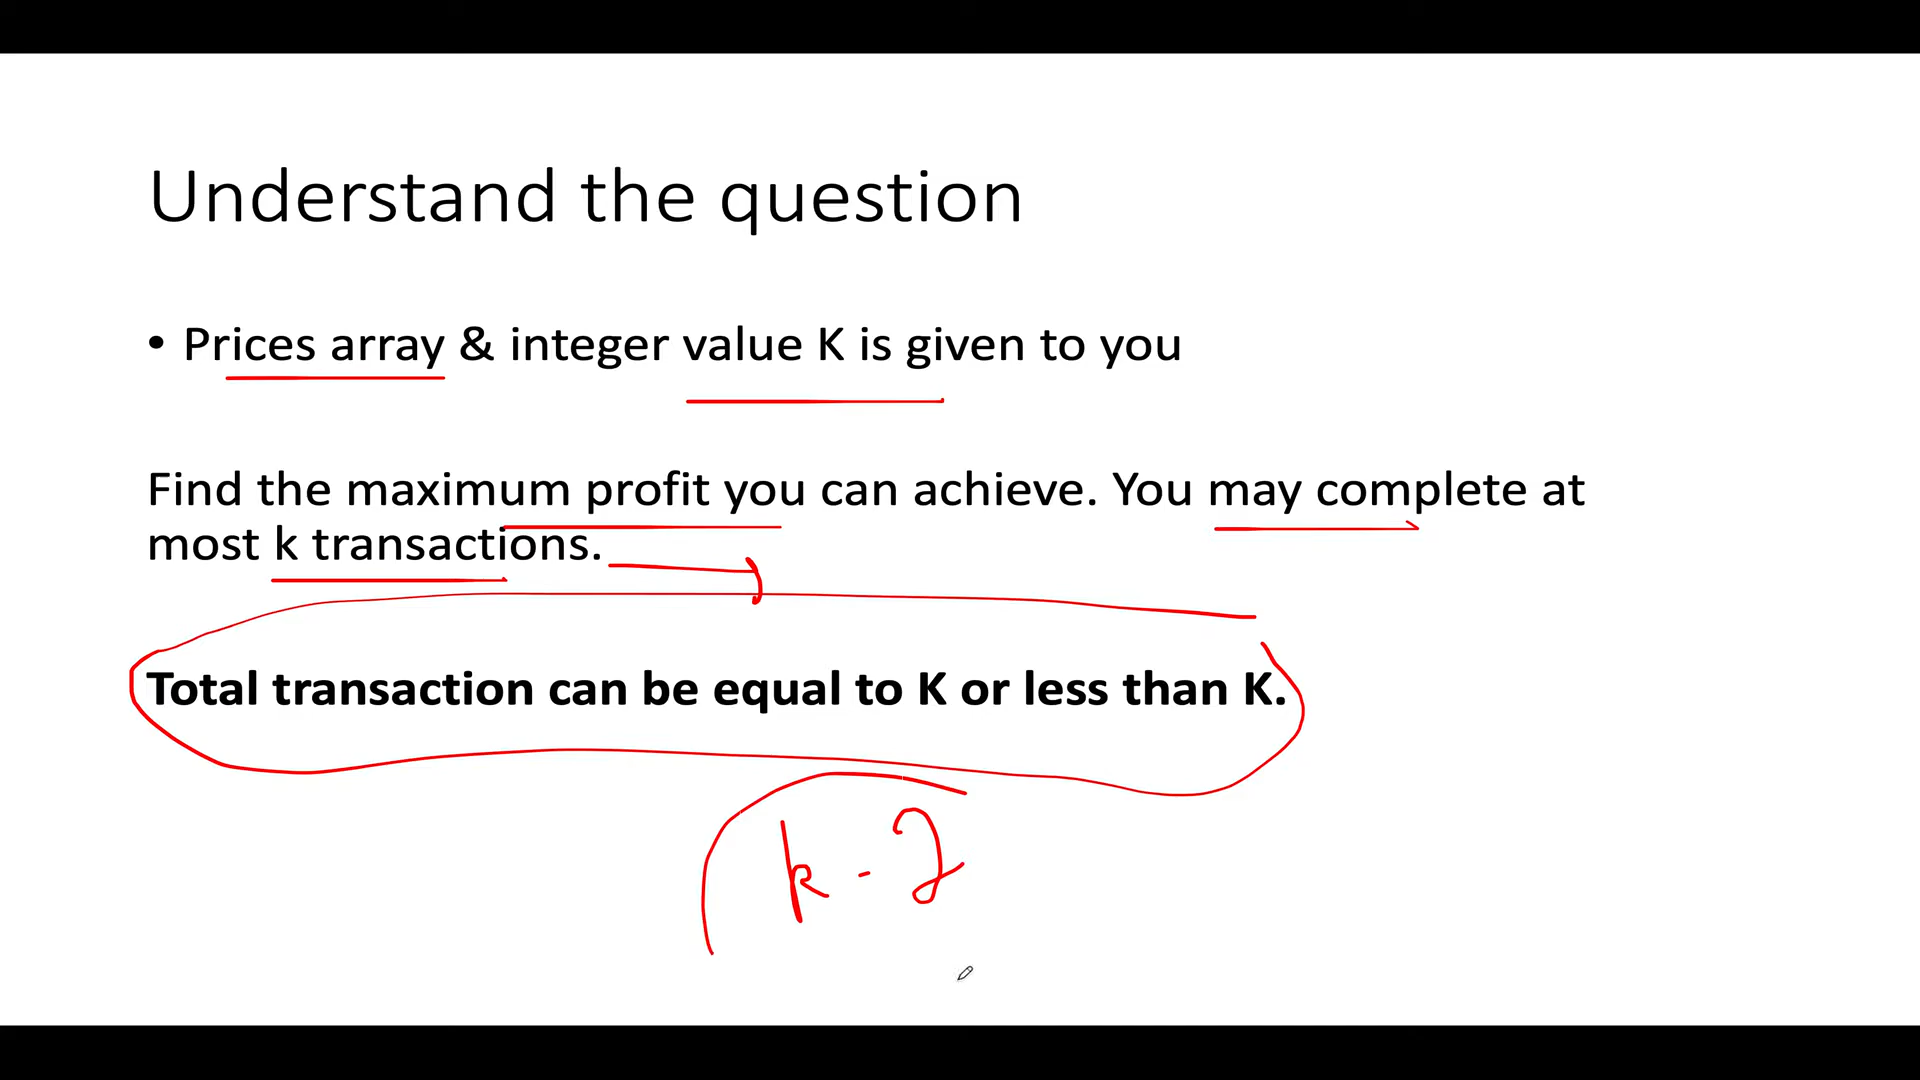 Understand the question
• Prices array & integer value K is given to you
Find the maximum profit you can achieve. You may complete at
most k transactions.
Total transaction can be equal to K or less than K.
k - 2